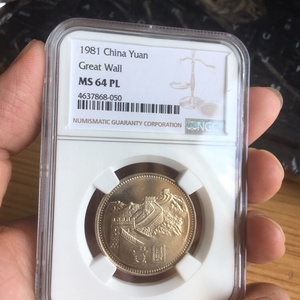 1981 China Yuan
Great Wall
MS 64 PL
4637868-050
NUMISMATIC GUARANTY CORPORATION
NGC
壹圆